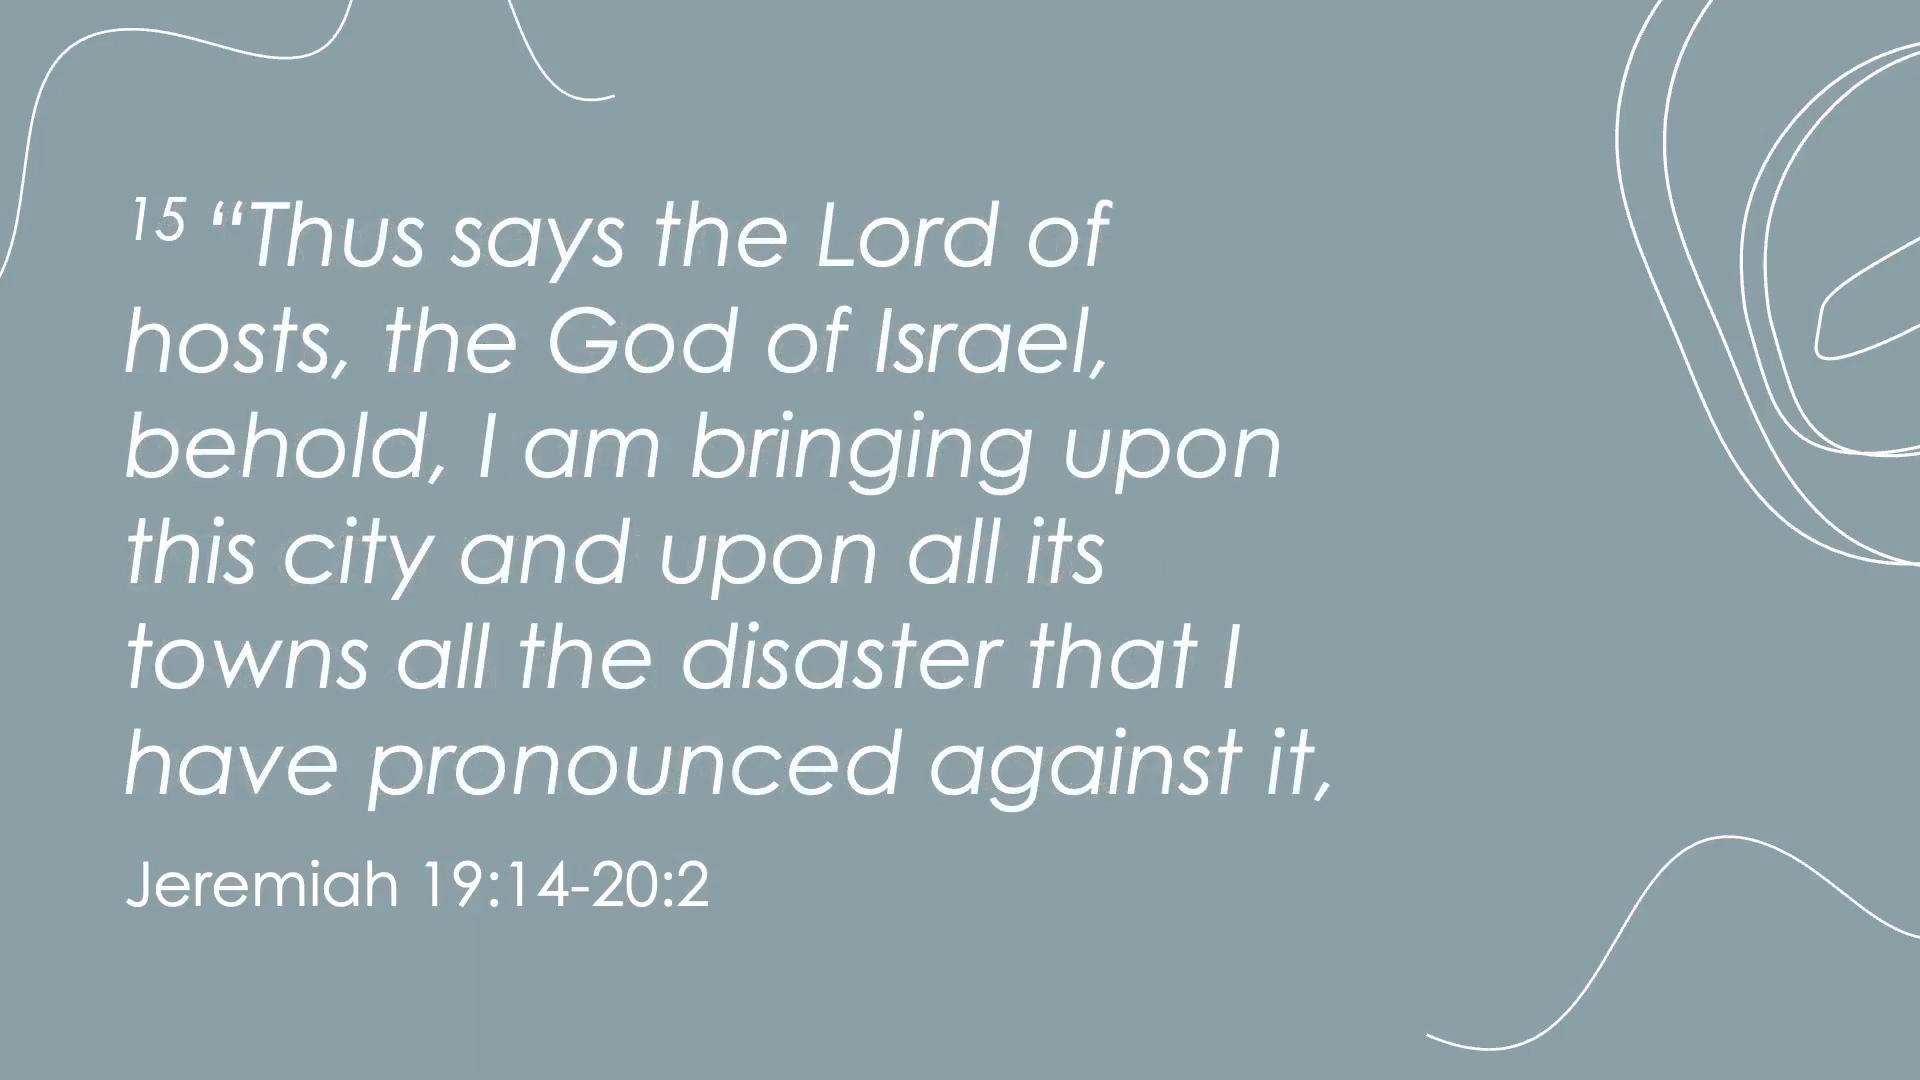 15 “Thus says the Lord of
hosts, the God of Israel,
behold, I am bringing upon
this city and upon all its
towns all the disaster that I
have pronounced against it,
Jeremiah 19:14-20:2